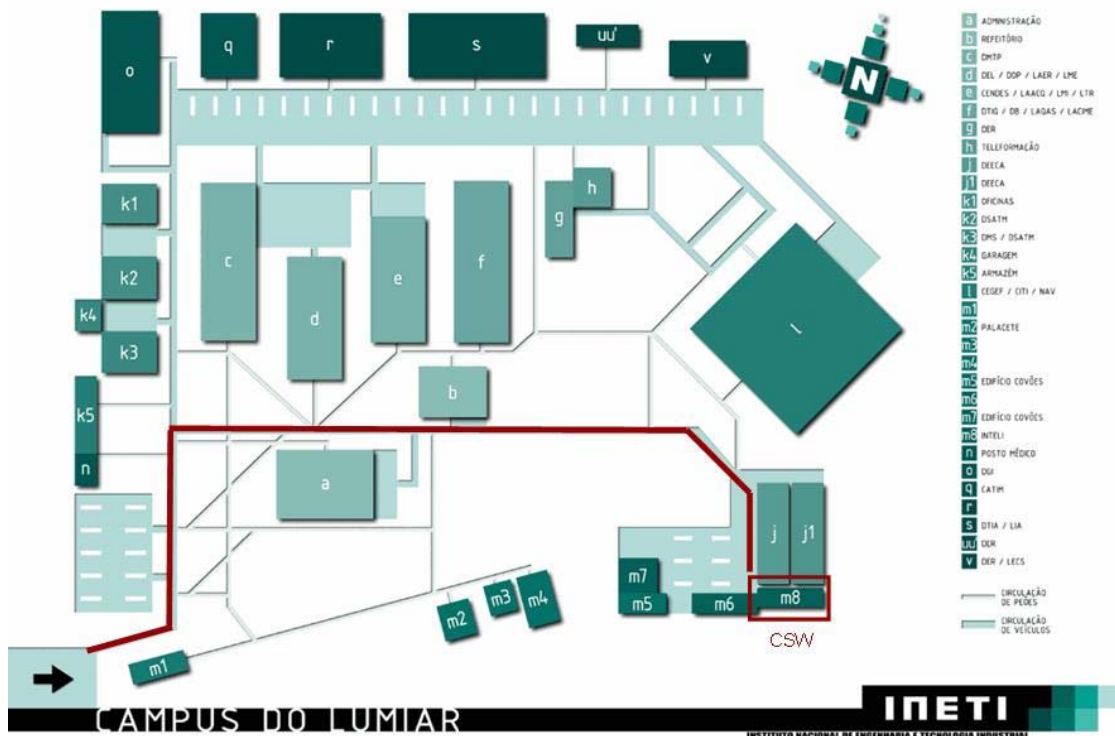 o
q
r
s
uu'
v
N
k1
k2
k4
k3
k5
n
c
d
e
f
g
h
b
l
a
j
j1
m7
m5
m6
m8
CSW
m1
m2
m3
m4
a ADMINISTRAÇÃO
b REFEITÓRIO
c DMTP
d DEL / DOP / LAER / LME
e CENDES / LAACQ / LMI / LTR
f DTIQ / DB / LAQAS / LACIME
g DER
h TELEFORMAÇÃO
j DEECA
j1 DEECA
k1 OFICINAS
k2 DSATM
k3 DMS / DSATM
k4 GARAGEM
k5 ARMAZÉM
l CEGEF / CITI / NAV
m1
m2 PALACETE
m3
m4
m5 EDIFÍCIO COVÕES
m6
m7 EDIFÍCIO COVÕES
m8 INTELI
n POSTO MÉDICO
o DGI
q CATIM
r
s DTIA / LIA
uu' DER
v DER / LECS
CIRCULAÇÃO
DE PEÕES
CIRCULAÇÃO
DE VEÍCULOS
CAMPUS DO LUMIAR
INETI
INSTITUTO NACIONAL DE ENGENHARIA E TECNOLOGIA INDUSTRIAL